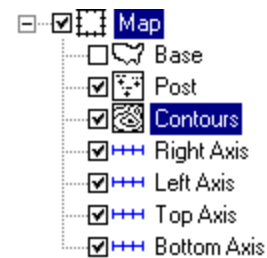 Map
Base
Post
Contours
Right Axis
Left Axis
Top Axis
Bottom Axis